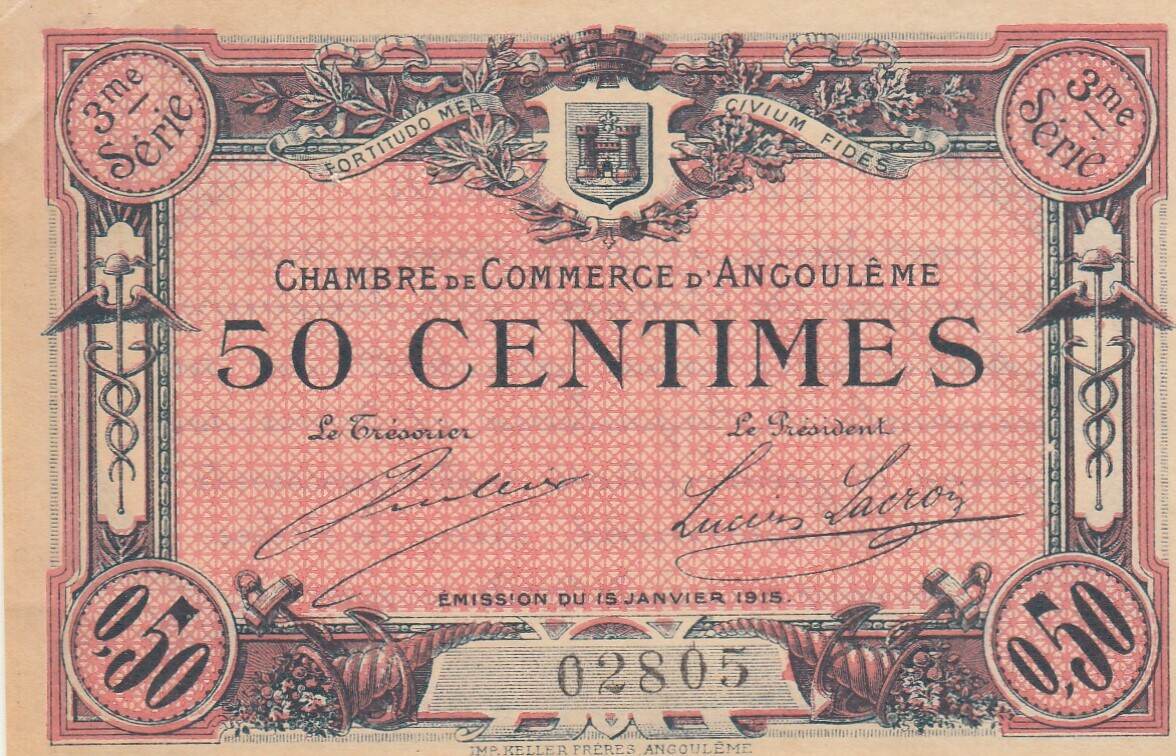 3me
Série
FORTITUDO MEA
CIVIUM FIDES
3me
Série
CHAMBRE DE COMMERCE D'ANGOULÊME
50 CENTIMES
Le Trésorier
Le Président
Lucien Lacroix
ÉMISSION DU 15 JANVIER 1915.
0,50
02805
0,50
IMP. KELLER FRÈRES ANGOULÊME